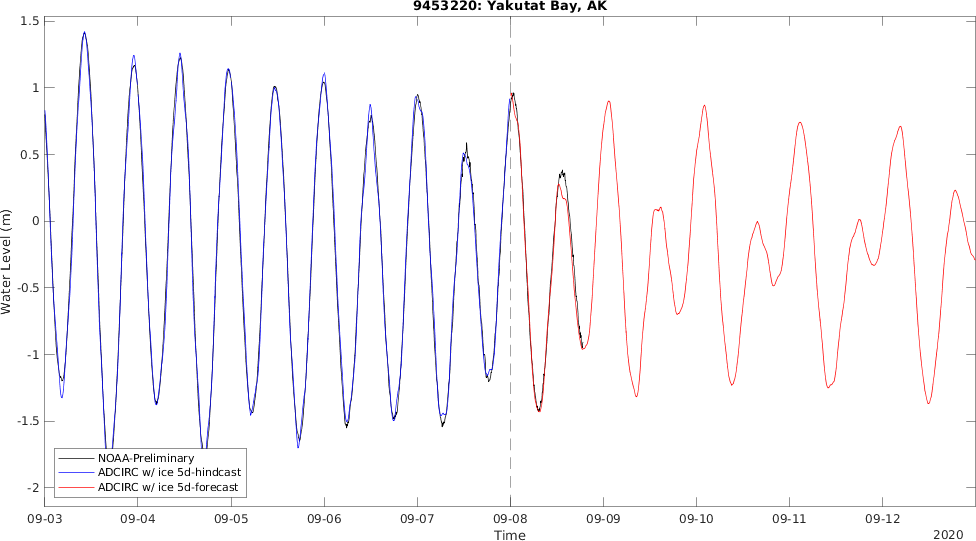 9453220: Yakutat Bay, AK
Water Level (m)
1.5
1
0.5
0
-0.5
-1
-1.5
-2
NOAA-Preliminary
ADCIRC w/ ice 5d-hindcast
ADCIRC w/ ice 5d-forecast
09-03 09-04 09-05 09-06 09-07 09-08 09-09 09-10 09-11 09-12
Time
2020